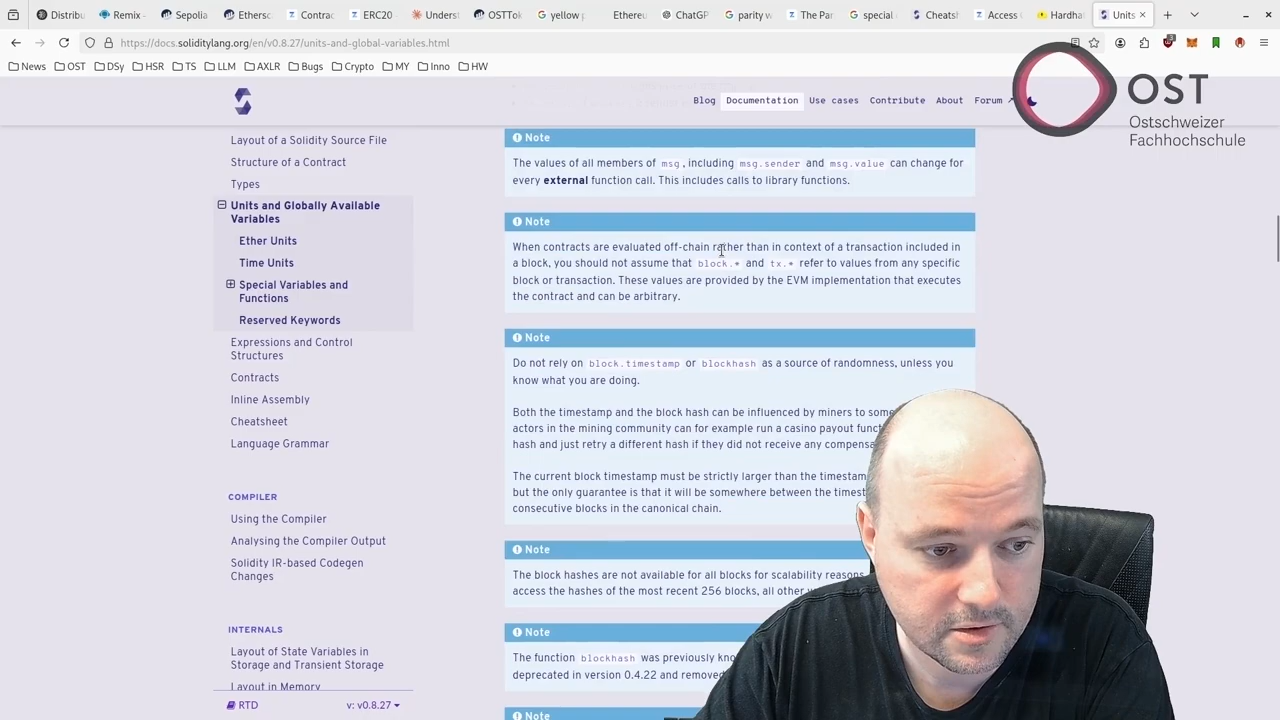 Distribu
Remix -
Sepolia
Ethersc
Contrac
ERC20
Underst
OSTTok
yellow p
Ethereu
ChatGP
parity w
The Par
special
Cheatsh
Access
Hardha
Units
https://docs.soliditylang.org/en/v0.8.27/units-and-global-variables.html
News OST DSy HSR TS LLM AXLR Bugs Crypto MY Inno HW
Blog Documentation Use cases Contribute About Forum
OST
Ostschweizer
Fachhochschule
Layout of a Solidity Source File
Structure of a Contract
Types
Units and Globally Available
Variables
Ether Units
Time Units
Special Variables and
Functions
Reserved Keywords
Expressions and Control
Structures
Contracts
Inline Assembly
Cheatsheet
Language Grammar
COMPILER
Using the Compiler
Analysing the Compiler Output
Solidity IR-based Codegen
Changes
INTERNALS
Layout of State Variables in
Storage and Transient Storage
Layout in Memory
RTD v: v0.8.27
Note
The values of all members of msg, including msg.sender and msg.value can change for
every external function call. This includes calls to library functions.
Note
When contracts are evaluated off-chain rather than in context of a transaction included in
a block, you should not assume that block.* and tx.* refer to values from any specific
block or transaction. These values are provided by the EVM implementation that executes
the contract and can be arbitrary.
Note
Do not rely on block.timestamp or blockhash as a source of randomness, unless you
know what you are doing.
Both the timestamp and the block hash can be influenced by miners to some
actors in the mining community can for example run a casino payout funct
hash and just retry a different hash if they did not receive any compensa
The current block timestamp must be strictly larger than the timestam
but the only guarantee is that it will be somewhere between the timest
consecutive blocks in the canonical chain.
Note
The block hashes are not available for all blocks for scalability reasons
access the hashes of the most recent 256 blocks, all other
Note
The function blockhash was previously kno
deprecated in version 0.4.22 and removed
Note